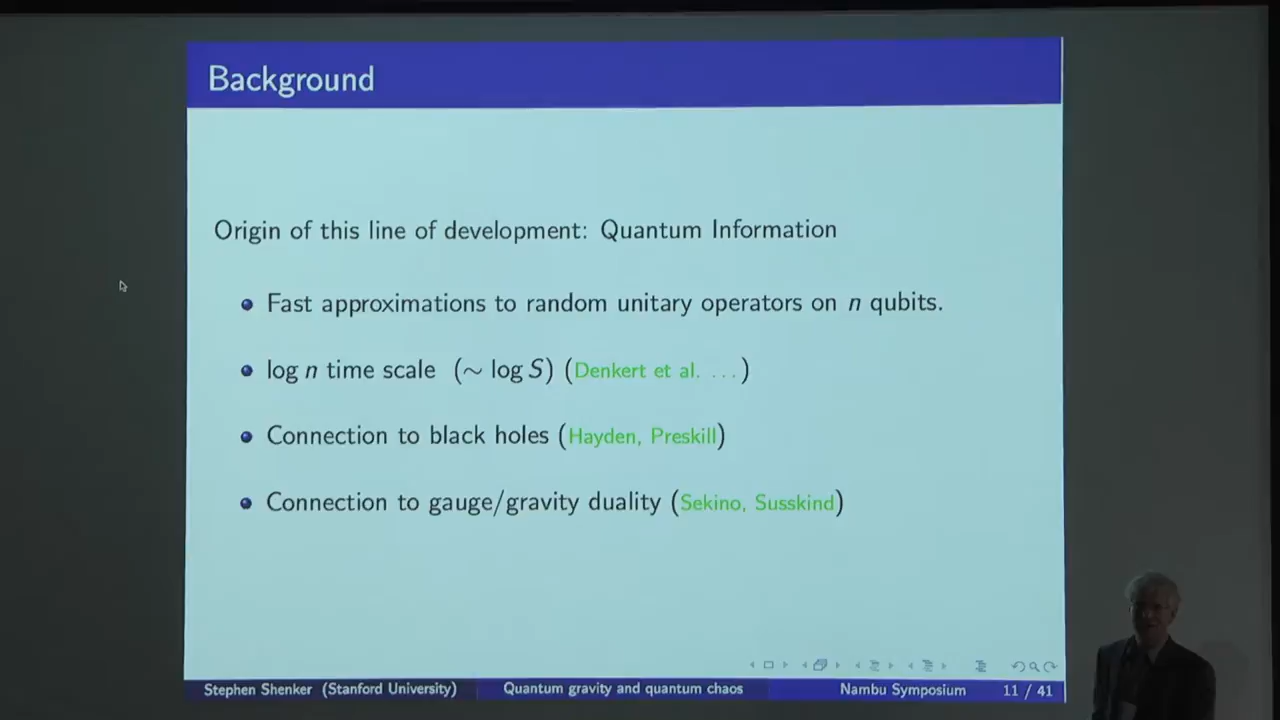 Background
Origin of this line of development: Quantum Information
Fast approximations to random unitary operators on n qubits.
log n time scale (∼ log S) (Denkert et al. ...)
Connection to black holes (Hayden, Preskill)
Connection to gauge/gravity duality (Sekino, Susskind)
Stephen Shenker (Stanford University) Quantum gravity and quantum chaos Nambu Symposium 11 / 41